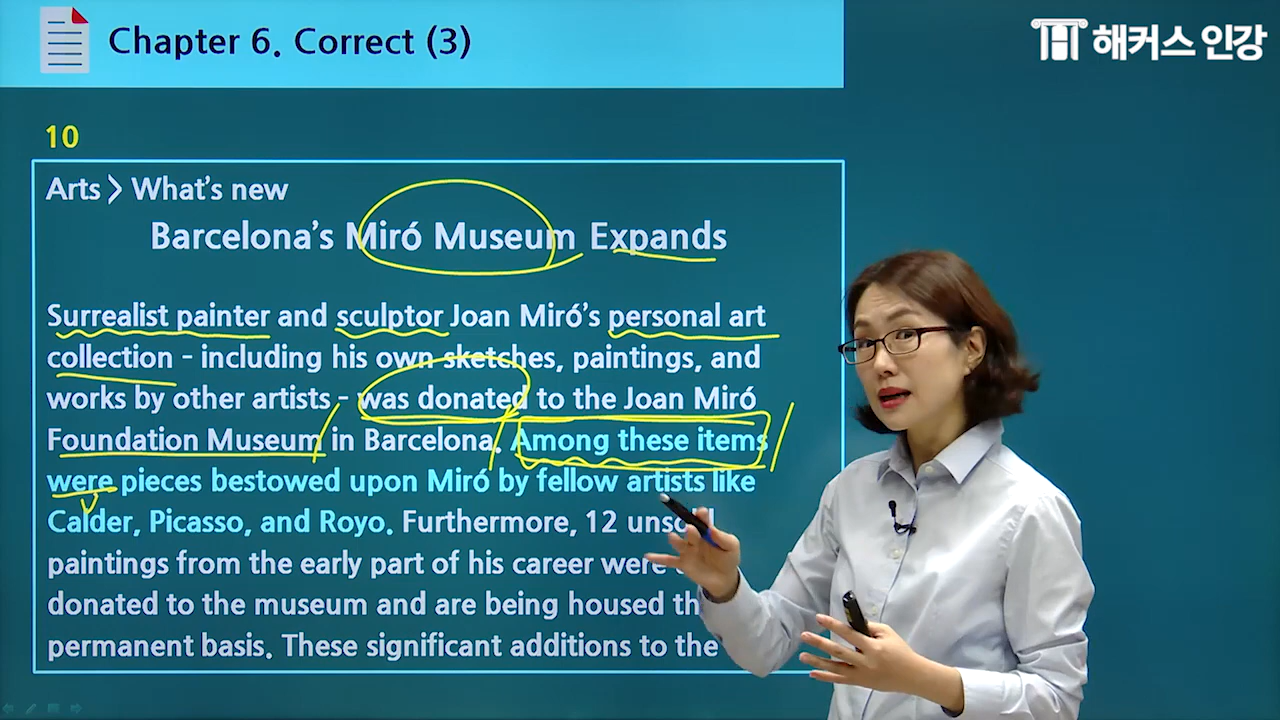 Chapter 6. Correct (3)
해커스 인강
10
Arts > What's new
Barcelona's Miró Museum Expands
Surrealist painter and sculptor Joan Miró's personal art
collection - including his own sketches, paintings, and
works by other artists - was donated to the Joan Miró
Foundation Museum in Barcelona. Among these items
were pieces bestowed upon Miró by fellow artists like
Calder, Picasso, and Royo. Furthermore, 12
paintings from the early part of his career were
donated to the museum and are being housed
permanent basis. These significant additions to the